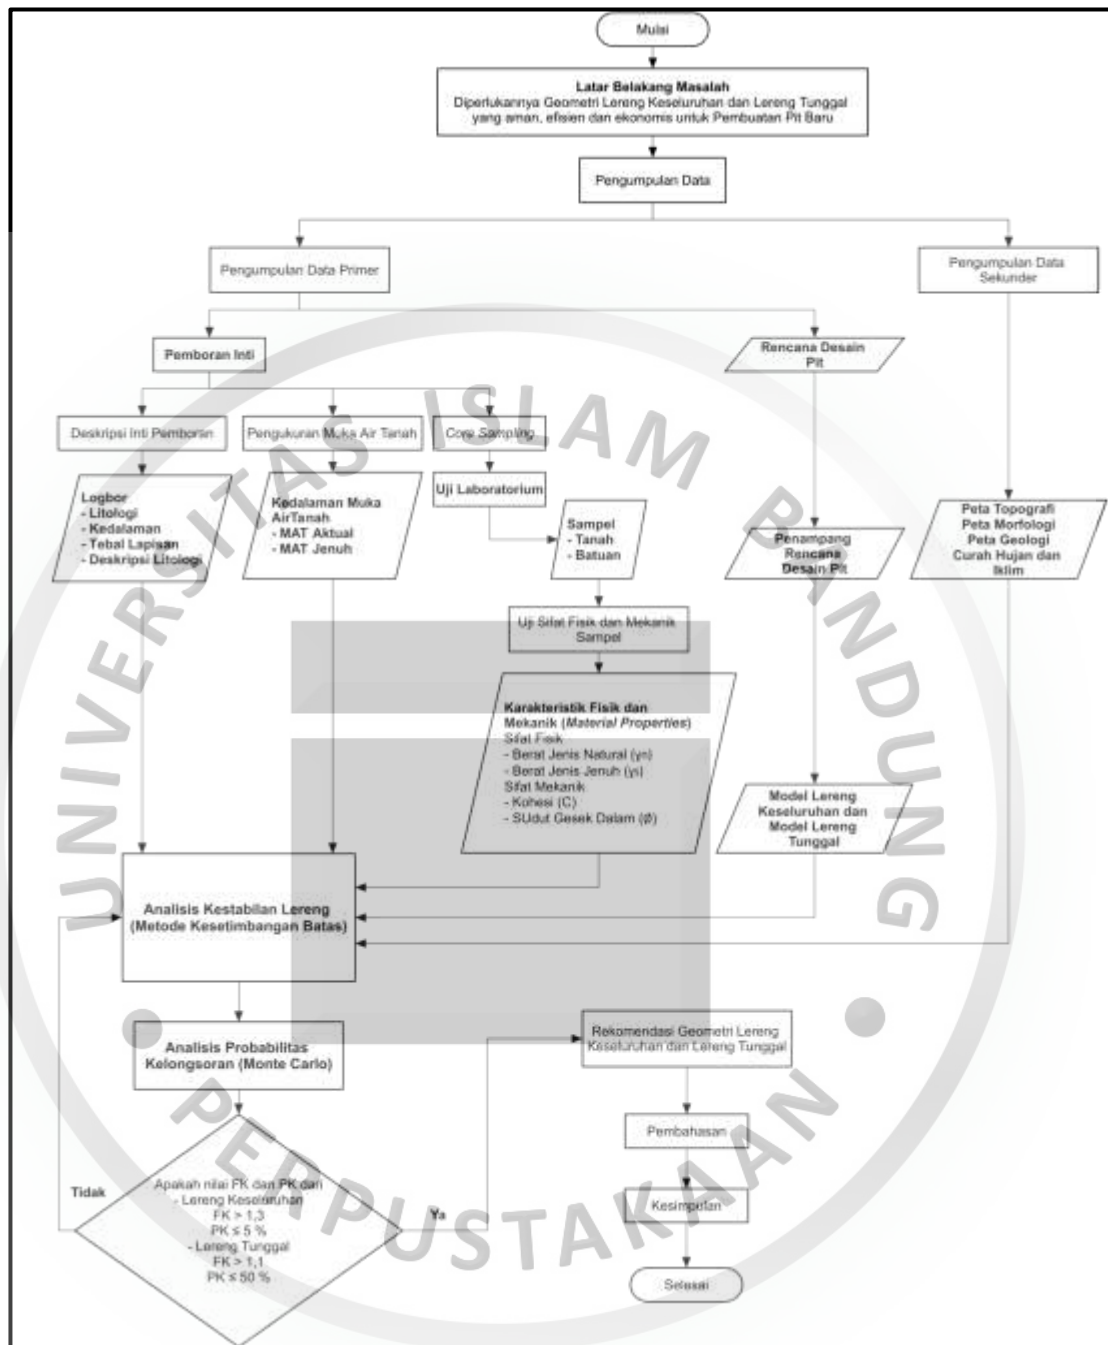 Mulai
Latar Belakang Masalah
Diperlukannya Geometri Lereng Keseluruhan dan Lereng Tunggal
yang aman, efisien dan ekonomis untuk Pembuatan Pit Baru
Pengumpulan Data
Pengumpulan Data Primer
Pengumpulan Data
Sekunder
Pemboran Inti
Rencana Desain
Pit
Deskripsi Inti Pemboran
Pengukuran Muka Air Tanah
Core Sampling
Uji Laboratorium
Logbor
- Litologi
- Kedalaman
- Tebal Lapisan
- Deskripsi Litologi
Kedalaman Muka
AirTanah
- MAT Aktual
- MAT Jenuh
Sampel
- Tanah
- Batuan
Penampang
Rencana
Desain Pit
Peta Topografi
Peta Morfologi
Peta Geologi
Curah Hujan dan
Iklim
Uji Sifat Fisik dan Mekanik
Sampel
Karakteristik Fisik dan
Mekanik (Material Properties)
Sifat Fisik
- Berat Jenis Natural (γn)
- Berat Jenis Jenuh (γs)
Sifat Mekanik
- Kohesi (C)
- SUdut Gesek Dalam (Ø)
Model Lereng
Keseluruhan dan
Model Lereng
Tunggal
Analisis Kestabilan Lereng
(Metode Kesetimbangan Batas)
Analisis Probabilitas
Kelongsoran (Monte Carlo)
Rekomendasi Geometri Lereng
Keseluruhan dan Lereng Tunggal
Tidak
Apakah nilai FK dan PK dari
- Lereng Keseluruhan
FK > 1,3
PK ≤ 5 %
- Lereng Tunggal
FK > 1,1
PK ≤ 50 %
Ya
Pembahasan
Kesimpulan
Selesai
UNIVERSITAS ISLAM BANDUNG
• PERPUSTAKAAN •